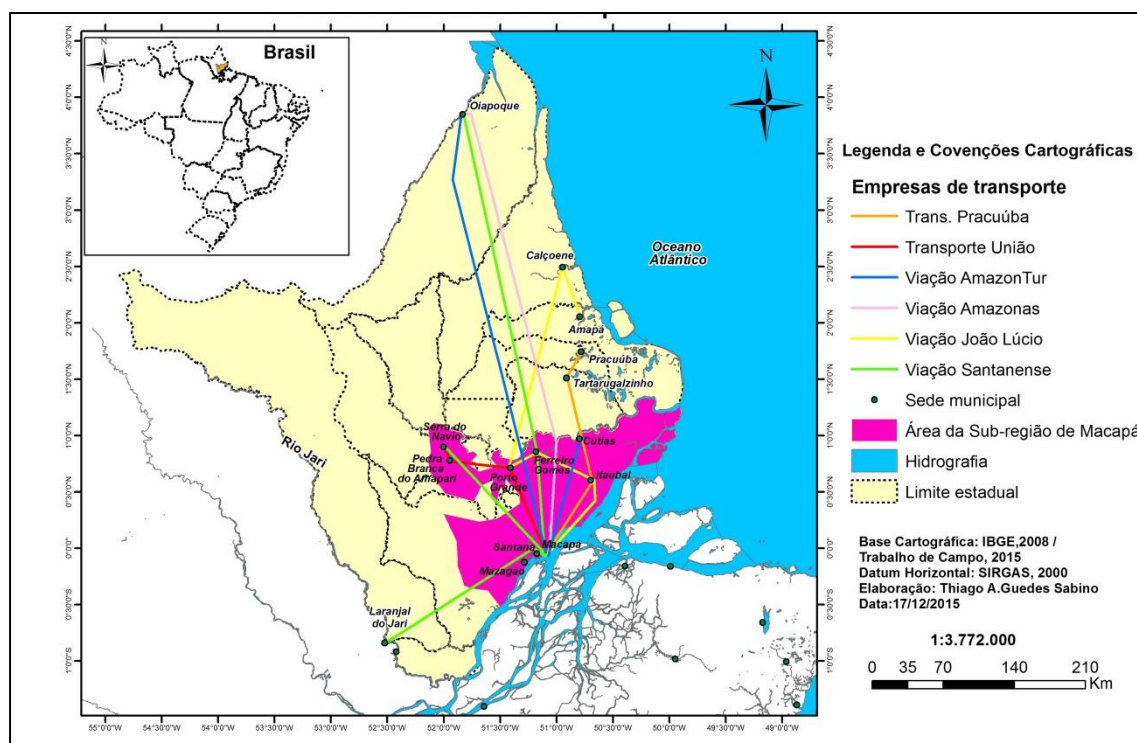 Brasil
N
N
Oiapoque
Calçoene
Oceano
Atlântico
Amapá
Pracuúba
Tartarugalzinho
Serra do
Navio
Pedra
Branca
do Amapari
Porto
Grande
Ferreiro
Gomes
Cutias
Itaubal
Rio Jari
Santana
Macapá
Mazagão
Laranjal
do Jari
4°30'0"N
4°0'0"N
3°30'0"N
3°0'0"N
2°30'0"N
2°0'0"N
1°30'0"N
1°0'0"N
0°30'0"N
0°0'0"
0°30'0"S
1°0'0"S
55°0'0"W
54°30'0"W
54°0'0"W
53°30'0"W
53°0'0"W
52°30'0"W
52°0'0"W
51°30'0"W
51°0'0"W
50°30'0"W
50°0'0"W
49°30'0"W
49°0'0"W
Legenda e Covenções Cartográficas
Empresas de transporte
Trans. Pracuúba
Transporte União
Viação AmazonTur
Viação Amazonas
Viação João Lúcio
Viação Santanense
Sede municipal
Área da Sub-região de Macapá
Hidrografia
Limite estadual
Base Cartográfica: IBGE,2008 /
Trabalho de Campo, 2015
Datum Horizontal: SIRGAS, 2000
Elaboração: Thiago A.Guedes Sabino
Data:17/12/2015
1:3.772.000
0 35 70 140 210
Km